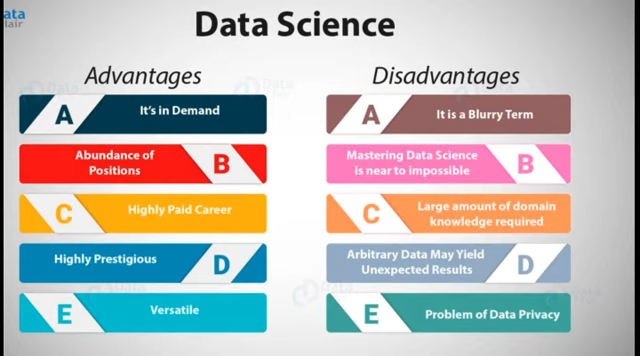 ata
lair
Data Science
Advantages
Disadvantages
A
It's in Demand
Abundance of
Positions
B
C
Highly Paid Career
Highly Prestigious
D
E
Versatile
A
It is a Blurry Term
Mastering Data Science
is near to impossible
B
C
Large amount of domain
knowledge required
Arbitrary Data May Yield
Unexpected Results
D
E
Problem of Data Privacy